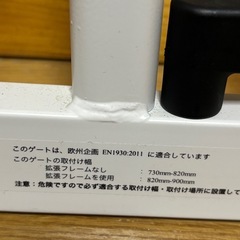 このゲートは、欧州企画 EN1930:2011 に適合しています
このゲートの取付け幅
拡張フレームなし : 730mm-820mm
拡張フレームを使用 : 820mm-900mm
注意：危険ですので必ず適合する取付け幅・取付け場所に設置して